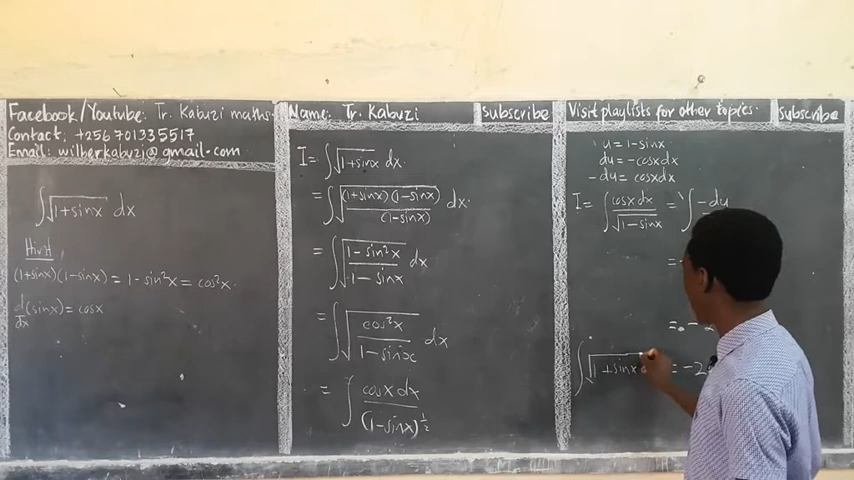 Facebook/Youtube: Tr. Kabuzi maths.
Contact: +256 701335517
Email: wilberkabuzi@gmail.com
∫√(1+sinx) dx
Hint
(1+sinx)(1-sinx) = 1-sin²x = cos²x.
d/dx (sinx) = cosx
Name: Tr. Kabuzi
subscribe
I = ∫√(1+sinx) dx.
= ∫√((1+sinx)(1-sinx)/(1-sinx)) dx.
= ∫√((1-sin²x)/(1-sinx)) dx
= ∫√(cos²x/(1-sinx)) dx
= ∫ cosx dx/(1-sinx)^½
Visit playlists for other topics
subscribe
u = 1-sinx
du = -cosxdx
-du = cosxdx
I = ∫ cosx dx/√(1-sinx) = ∫ -du
=
= -
∫√(1+sinx) = -2